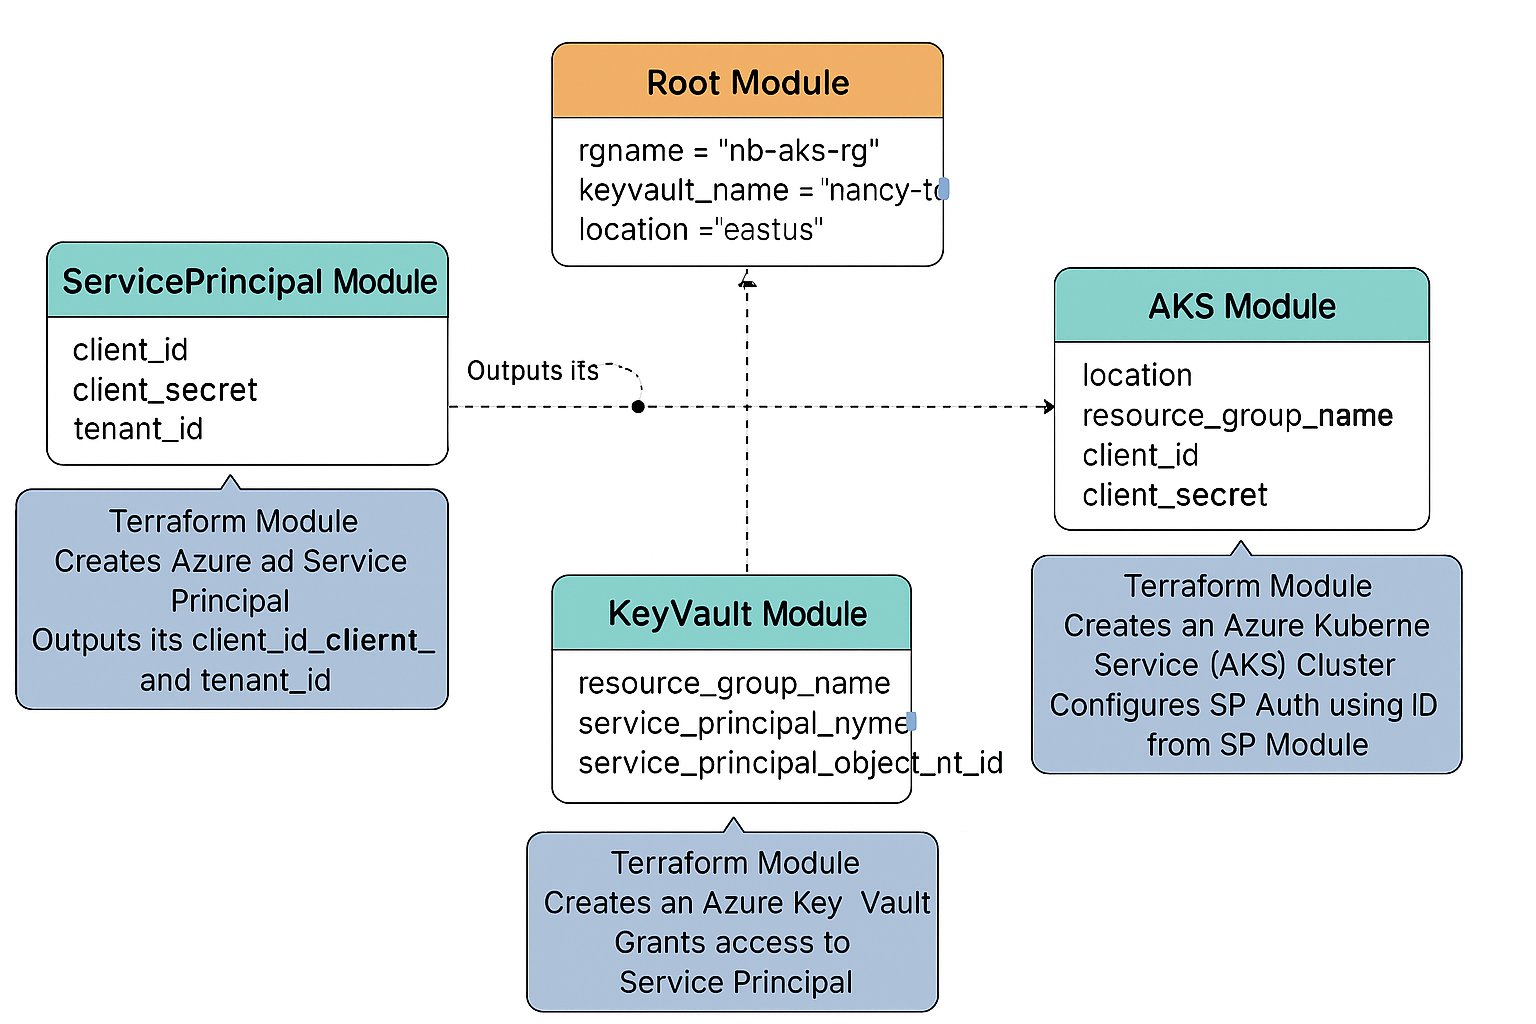 Root Module
rgname = "nb-aks-rg"
keyvault_name = "nancy-tc
location ="eastus"
ServicePrincipal Module
client_id
client_secret
tenant_id
Outputs its
AKS Module
location
resource_group_name
client_id
client_secret
Terraform Module
Creates Azure ad Service
Principal
Outputs its client_id_cliernt_
and tenant_id
KeyVault Module
resource_group_name
service_principal_nyme
service_principal_object_nt_id
Terraform Module
Creates an Azure Kuberne
Service (AKS) Cluster
Configures SP Auth using ID
from SP Module
Terraform Module
Creates an Azure Key Vault
Grants access to
Service Principal